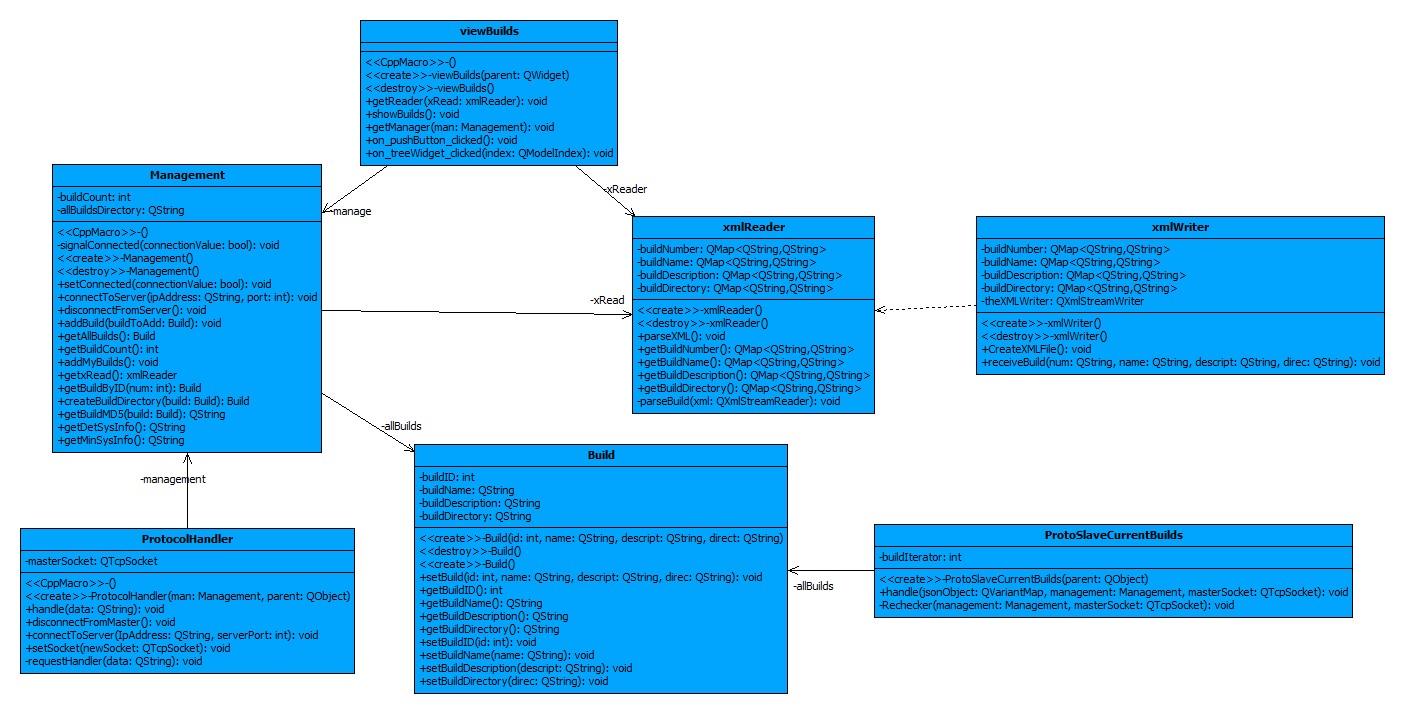 viewBuilds
<<CppMacro>>-()
<<create>>-viewBuilds(parent: QWidget)
<<destroy>>-viewBuilds()
+getReader(xRead: xmlReader): void
+showBuilds(): void
+getManager(man: Management): void
+on_pushButton_clicked(): void
+on_treeWidget_clicked(index: QModelIndex): void
-manage
-xReader
Management
-buildCount: int
-allBuildsDirectory: QString
<<CppMacro>>-()
-signalConnected(connectionValue: bool): void
<<create>>-Management()
<<destroy>>-Management()
+setConnected(connectionValue: bool): void
+connectToServer(ipAddress: QString, port: int): void
+disconnectFromServer(): void
+addBuild(buildToAdd: Build): void
+getAllBuilds(): Build
+getBuildCount(): int
+addMyBuilds(): void
+getxRead(): xmlReader
+getBuildByID(num: int): Build
+createBuildDirectory(build: Build): Build
+getBuildMD5(build: Build): QString
+getDetSysInfo(): QString
+getMinSysInfo(): QString
-xRead
xmlReader
-buildNumber: QMap<QString,QString>
-buildName: QMap<QString,QString>
-buildDescription: QMap<QString,QString>
-buildDirectory: QMap<QString,QString>
<<create>>-xmlReader()
<<destroy>>-xmlReader()
+parseXML(): void
+getBuildNumber(): QMap<QString,QString>
+getBuildName(): QMap<QString,QString>
+getBuildDescription(): QMap<QString,QString>
+getBuildDirectory(): QMap<QString,QString>
-parseBuild(xml: QXmlStreamReader): void
xmlWriter
-buildNumber: QMap<QString,QString>
-buildName: QMap<QString,QString>
-buildDescription: QMap<QString,QString>
-buildDirectory: QMap<QString,QString>
-theXMLWriter: QXmlStreamWriter
<<create>>-xmlWriter()
<<destroy>>-xmlWriter()
+CreateXMLFile(): void
+receiveBuild(num: QString, name: QString, descript: QString, direc: QString): void
-allBuilds
-management
ProtocolHandler
-masterSocket: QTcpSocket
<<CppMacro>>-()
<<create>>-ProtocolHandler(man: Management, parent: QObject)
+handle(data: QString): void
+disconnectFromMaster(): void
+connectToServer(IpAddress: QString, serverPort: int): void
+setSocket(newSocket: QTcpSocket): void
-requestHandler(data: QString): void
Build
-buildID: int
-buildName: QString
-buildDescription: QString
-buildDirectory: QString
<<create>>-Build(id: int, name: QString, descript: QString, direct: QString)
<<destroy>>-Build()
<<create>>-Build()
+setBuild(id: int, name: QString, descript: QString, direc: QString): void
+getBuildID(): int
+getBuildName(): QString
+getBuildDescription(): QString
+getBuildDirectory(): QString
+setBuildID(id: int): void
+setBuildName(name: QString): void
+setBuildDescription(descript: QString): void
+setBuildDirectory(direc: QString): void
-allBuilds
ProtoSlaveCurrentBuilds
-buildIterator: int
<<create>>-ProtoSlaveCurrentBuilds(parent: QObject)
+handle(jsonObject: QVariantMap, management: Management, masterSocket: QTcpSocket): void
-Rechecker(management: Management, masterSocket: QTcpSocket): void